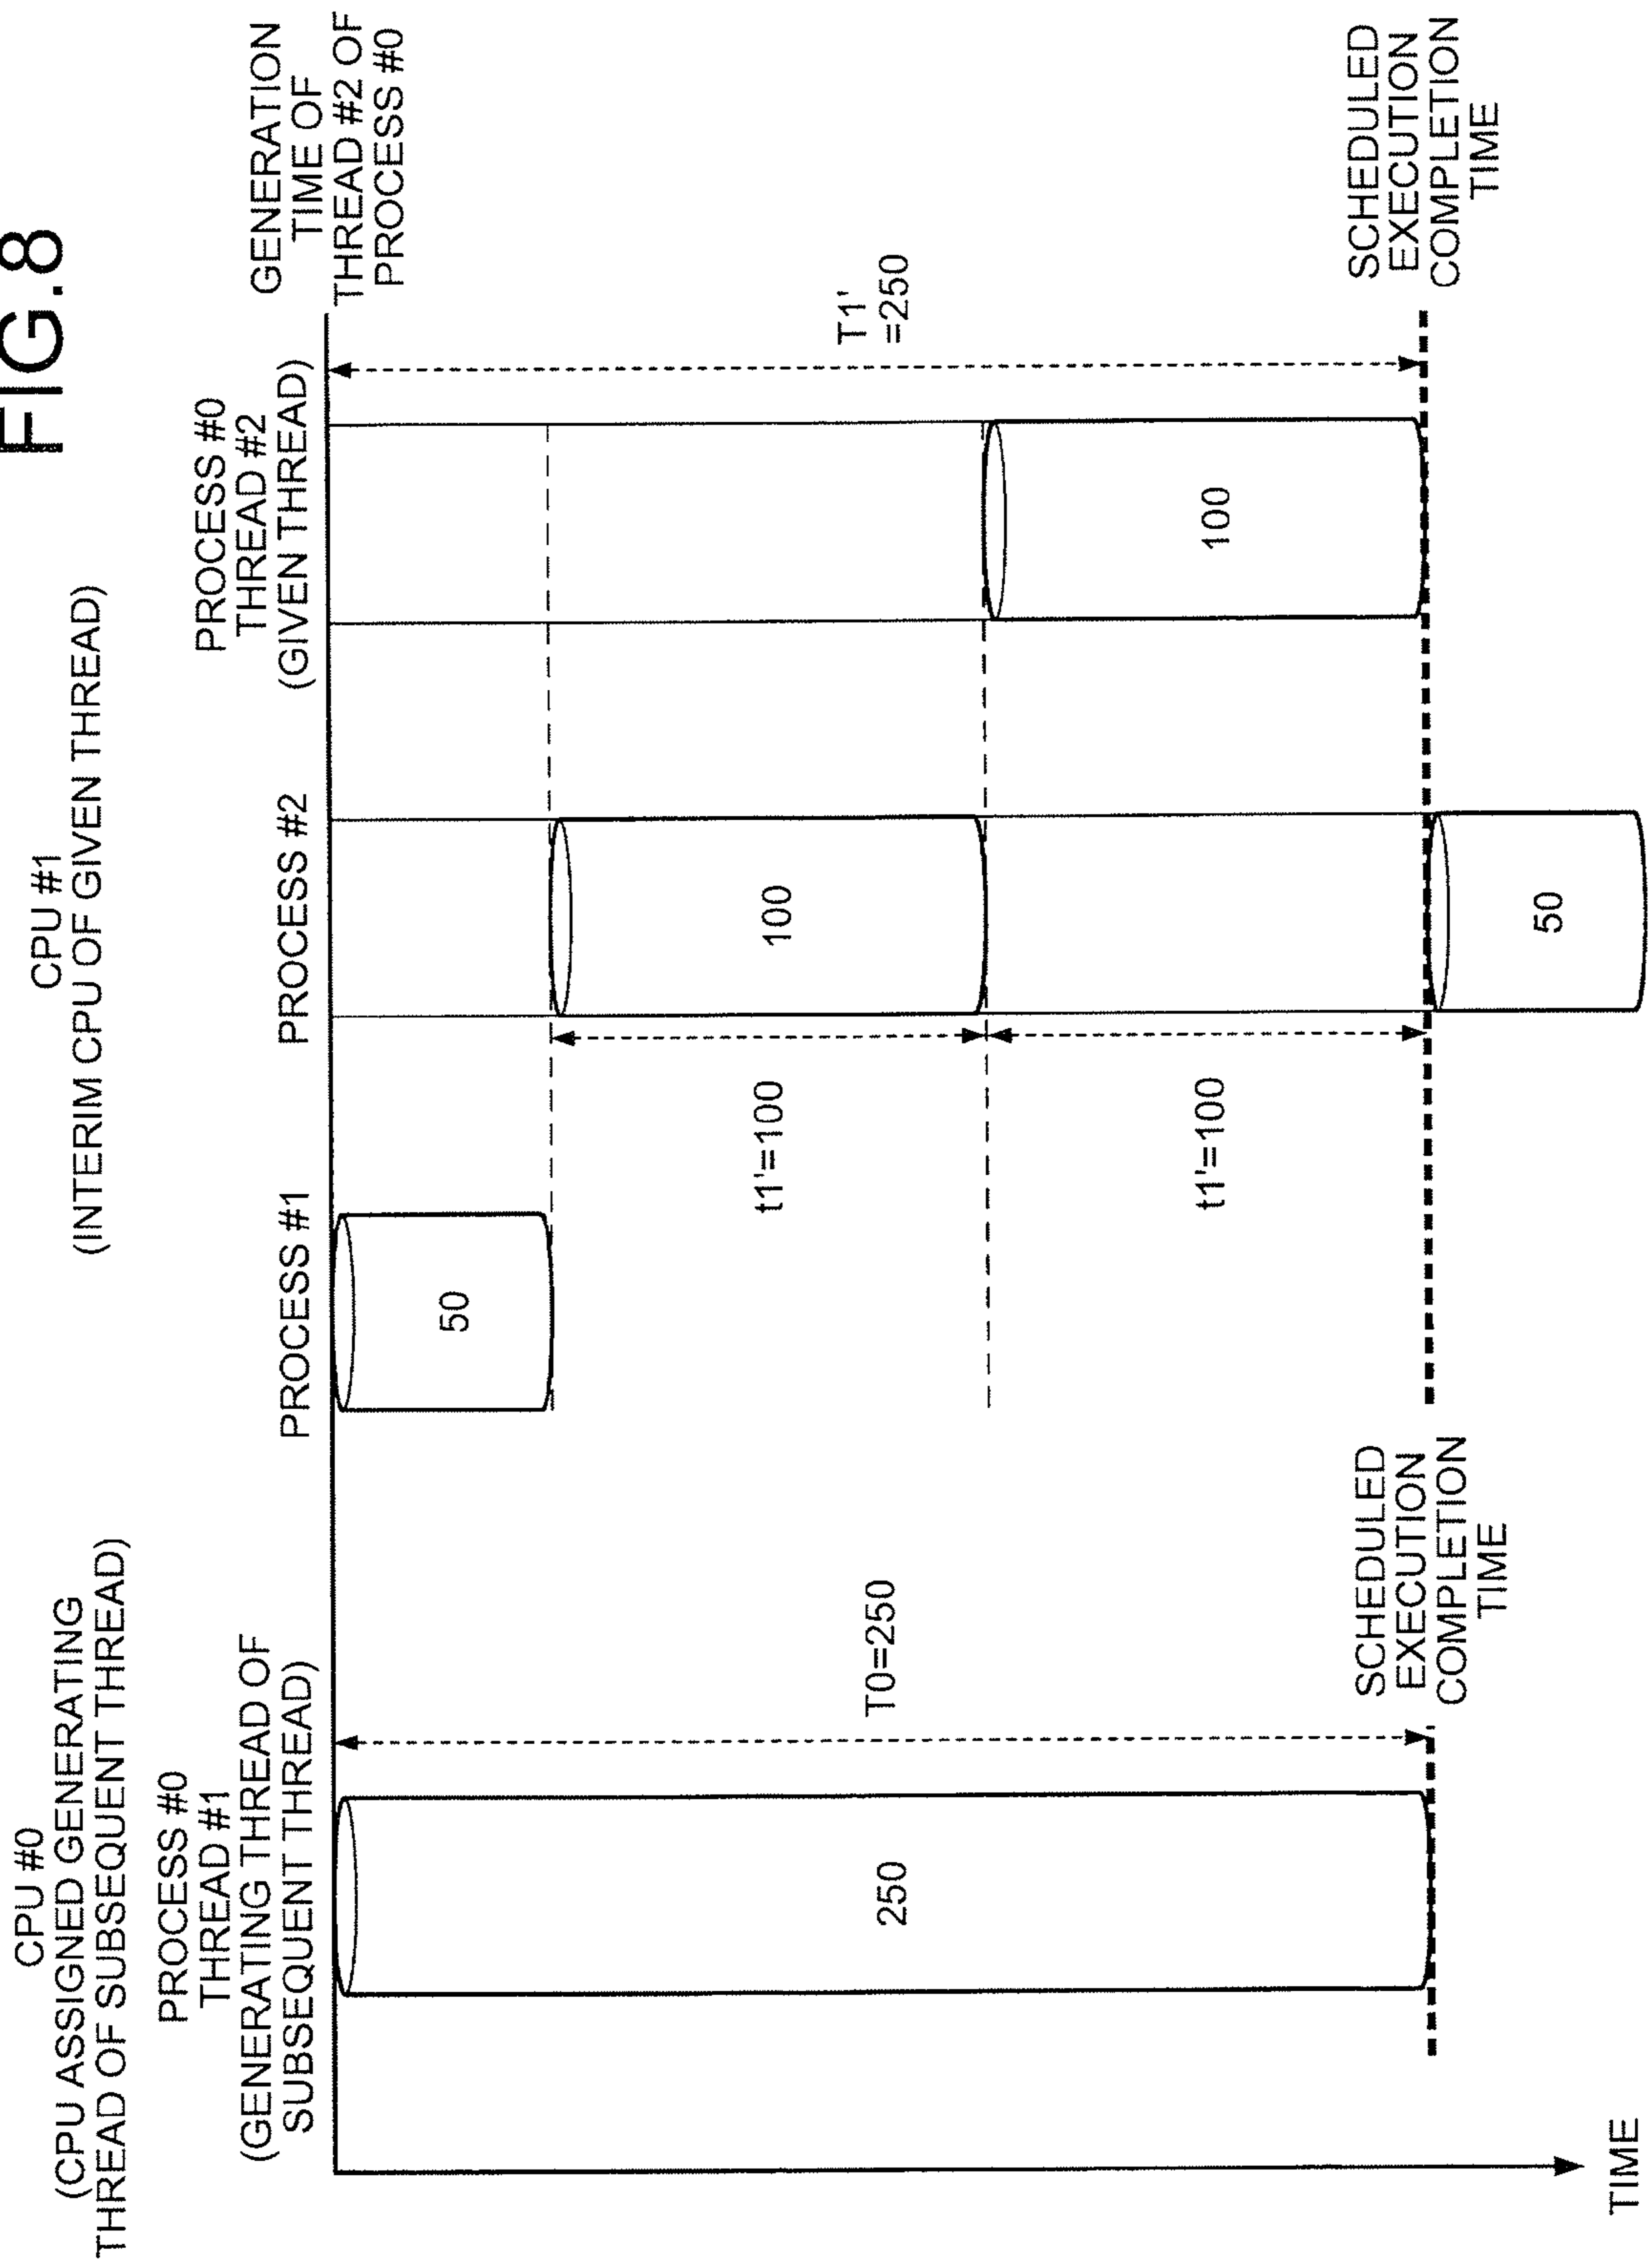 FIG.8
CPU #0
(CPU ASSIGNED GENERATING
THREAD OF SUBSEQUENT THREAD)
CPU #1
(INTERIM CPU OF GIVEN THREAD)
PROCESS #0
THREAD #1
(GENERATING THREAD OF
SUBSEQUENT THREAD)
PROCESS #1
PROCESS #2
PROCESS #0
THREAD #2
(GIVEN THREAD)
GENERATION
TIME OF
THREAD #2 OF
PROCESS #0
50
t1'=100
100
T1'
=250
250
T0=250
t1'=100
100
SCHEDULED
EXECUTION
COMPLETION
TIME
SCHEDULED
EXECUTION
COMPLETION
TIME
50
TIME